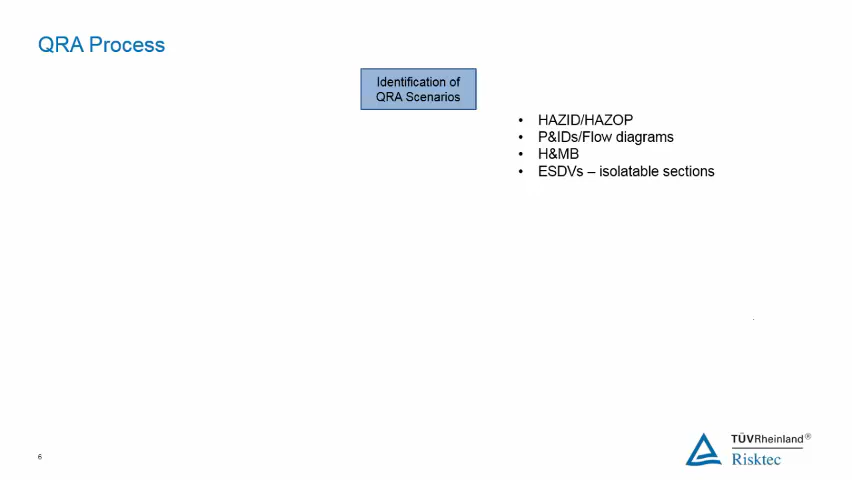 QRA Process
Identification of
QRA Scenarios
• HAZID/HAZOP
• P&IDs/Flow diagrams
• H&MB
• ESDVs – isolatable sections
6
TÜVRheinland®
Risktec